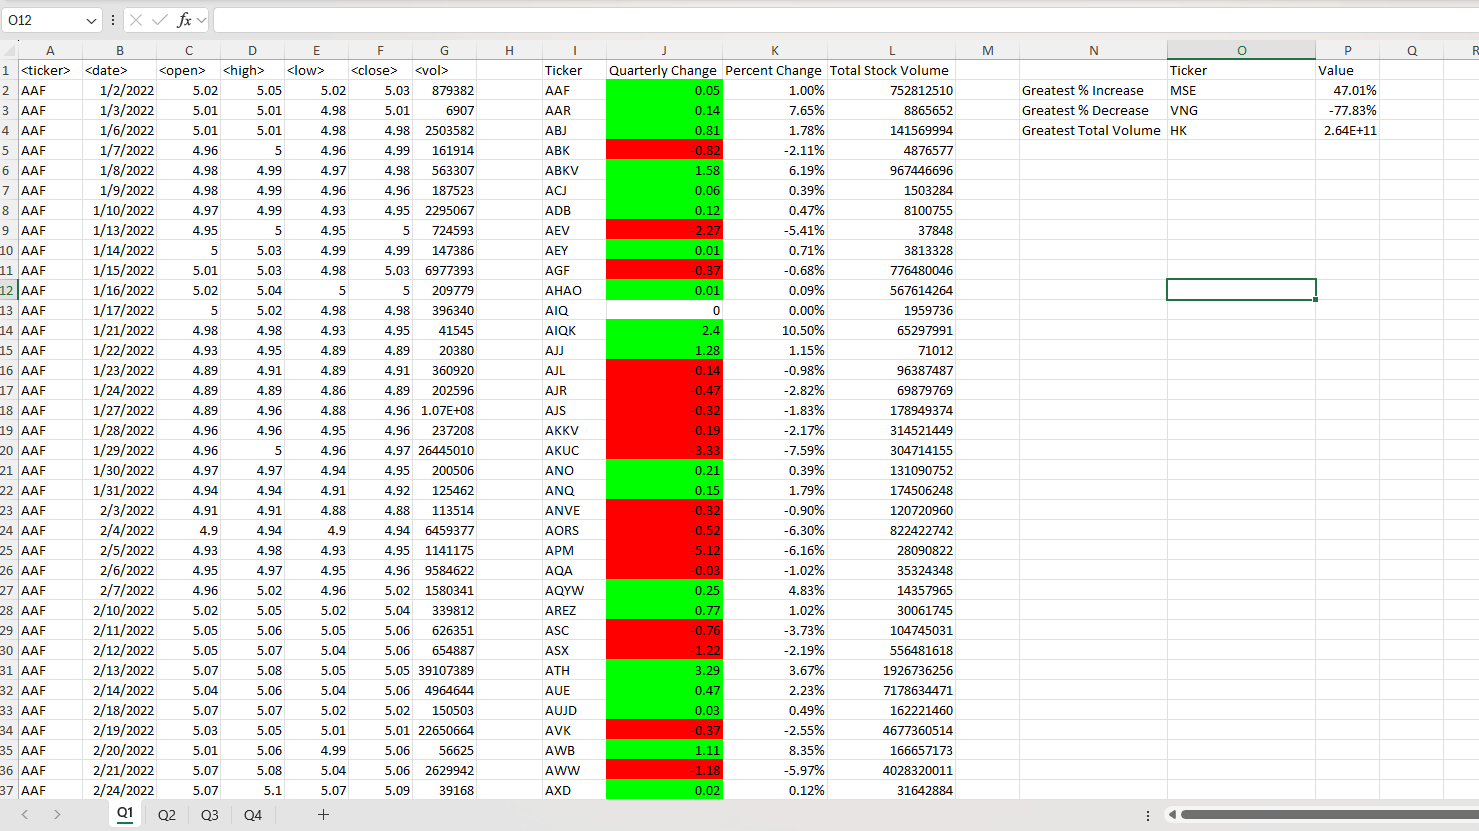 O12 fx
A B C D E F G H I J K L M N O P Q R
1 <ticker> <date> <open> <high> <low> <close> <vol> Ticker Quarterly Change Percent Change Total Stock Volume Ticker Value
2 AAF 1/2/2022 5.02 5.05 5.02 5.03 879382 AAF 0.05 1.00% 752812510 Greatest % Increase MSE 47.01%
3 AAF 1/3/2022 5.01 5.01 4.98 5.01 6907 AAR 0.14 7.65% 8865652 Greatest % Decrease VNG -77.83%
4 AAF 1/6/2022 5.01 5.01 4.98 4.98 2503582 ABJ 0.81 1.78% 141569994 Greatest Total Volume HK 2.64E+11
5 AAF 1/7/2022 4.96 5 4.96 4.99 161914 ABK -0.82 -2.11% 4876577
6 AAF 1/8/2022 4.98 4.99 4.97 4.98 563307 ABKV 1.58 6.19% 967446696
7 AAF 1/9/2022 4.98 4.99 4.96 4.96 187523 ACJ 0.06 0.39% 1503284
8 AAF 1/10/2022 4.97 4.99 4.93 4.95 2295067 ADB 0.12 0.47% 8100755
9 AAF 1/13/2022 4.95 5 4.95 5 724593 AEV -2.27 -5.41% 37848
10 AAF 1/14/2022 5 5.03 4.99 4.99 147386 AEY 0.01 0.71% 3813328
11 AAF 1/15/2022 5.01 5.03 4.98 5.03 6977393 AGF -0.37 -0.68% 776480046
12 AAF 1/16/2022 5.02 5.04 5 5 209779 AHAO 0.01 0.09% 567614264
13 AAF 1/17/2022 5 5.02 4.98 4.98 396340 AIQ 0 0.00% 1959736
14 AAF 1/21/2022 4.98 4.98 4.93 4.95 41545 AIQK 2.4 10.50% 65297991
15 AAF 1/22/2022 4.93 4.95 4.89 4.89 20380 AJJ 1.28 1.15% 71012
16 AAF 1/23/2022 4.89 4.91 4.89 4.91 360920 AJL -0.14 -0.98% 96387487
17 AAF 1/24/2022 4.89 4.89 4.86 4.89 202596 AJR -0.47 -2.82% 69879769
18 AAF 1/27/2022 4.89 4.96 4.88 4.96 1.07E+08 AJS -0.32 -1.83% 178949374
19 AAF 1/28/2022 4.96 4.96 4.95 4.96 237208 AKKV -0.19 -2.17% 314521449
20 AAF 1/29/2022 4.96 5 4.96 4.97 26445010 AKUC -3.33 -7.59% 304714155
21 AAF 1/30/2022 4.97 4.97 4.94 4.95 200506 ANO 0.21 0.39% 131090752
22 AAF 1/31/2022 4.94 4.94 4.91 4.92 125462 ANQ 0.15 1.79% 174506248
23 AAF 2/3/2022 4.91 4.91 4.88 4.88 113514 ANVE -0.32 -0.90% 120720960
24 AAF 2/4/2022 4.9 4.94 4.9 4.94 6459377 AORS -0.52 -6.30% 822422742
25 AAF 2/5/2022 4.93 4.98 4.93 4.95 1141175 APM -5.12 -6.16% 28090822
26 AAF 2/6/2022 4.95 4.97 4.95 4.96 9584622 AQA -0.03 -1.02% 35324348
27 AAF 2/7/2022 4.96 5.02 4.96 5.02 1580341 AQYW 0.25 4.83% 14357965
28 AAF 2/10/2022 5.02 5.05 5.02 5.04 339812 AREZ 0.77 1.02% 30061745
29 AAF 2/11/2022 5.05 5.06 5.05 5.06 626351 ASC -0.76 -3.73% 104745031
30 AAF 2/12/2022 5.05 5.07 5.04 5.06 654887 ASX -1.22 -2.19% 556481618
31 AAF 2/13/2022 5.07 5.08 5.05 5.05 39107389 ATH 3.29 3.67% 1926736256
32 AAF 2/14/2022 5.04 5.06 5.04 5.06 4964644 AUE 0.47 2.23% 7178634471
33 AAF 2/18/2022 5.07 5.07 5.02 5.02 150503 AUJD 0.03 0.49% 162221460
34 AAF 2/19/2022 5.03 5.05 5.01 5.01 22650664 AVK -0.37 -2.55% 4677360514
35 AAF 2/20/2022 5.01 5.06 4.99 5.06 56625 AWB 1.11 8.35% 166657173
36 AAF 2/21/2022 5.07 5.08 5.04 5.06 2629942 AWW -1.18 -5.97% 4028320011
37 AAF 2/24/2022 5.07 5.1 5.07 5.09 39168 AXD 0.02 0.12% 31642884
Q1 Q2 Q3 Q4 +